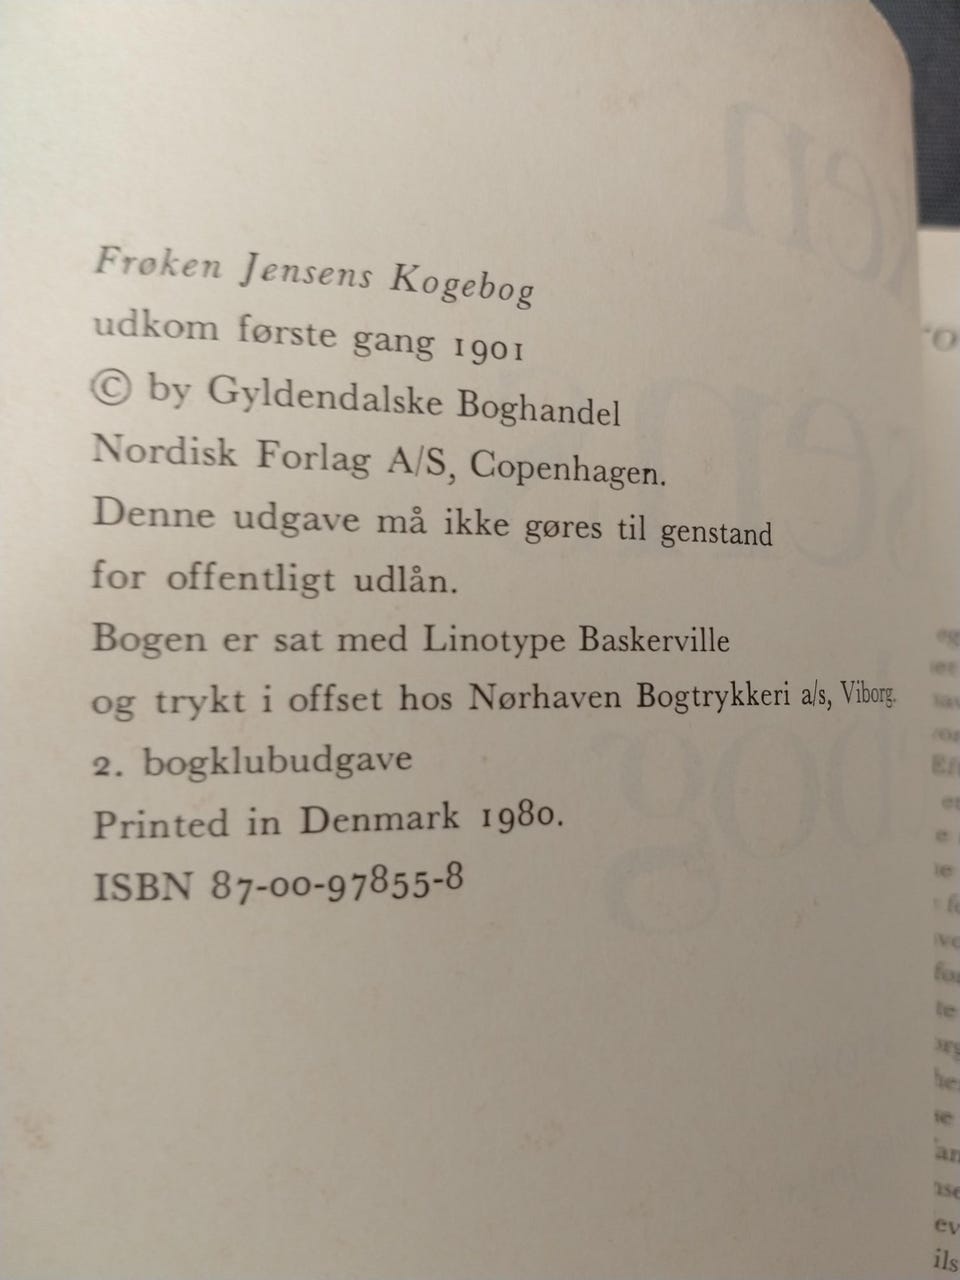 Frøken Jensens Kogebog
udkom første gang 1901
© by Gyldendalske Boghandel
Nordisk Forlag A/S, Copenhagen.
Denne udgave må ikke gøres til genstand
for offentligt udlån.
Bogen er sat med Linotype Baskerville
og trykt i offset hos Nørhaven Bogtrykkeri a/s, Viborg.
2. bogklubudgave
Printed in Denmark 1980.
ISBN 87-00-97855-8